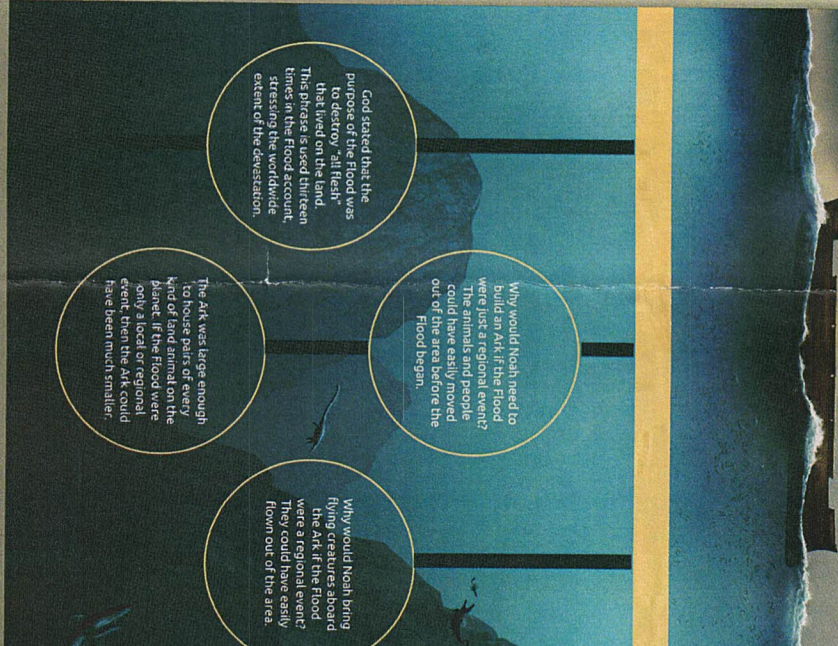 God stated that the
purpose of the Flood was
to destroy "all flesh"
that lived on the land.
This phrase is used thirteen
times in the Flood account,
stressing the worldwide
extent of the devastation.
Why would Noah need to
build an Ark if the Flood
were just a regional event?
The animals and people
could have easily moved
out of the area before the
Flood began.
The Ark was large enough
to house pairs of every
kind of land animal on the
planet. If the Flood were
only a local or regional
event, then the Ark could
have been much smaller.
Why would Noah bring
flying creatures aboard
the Ark if the Flood
were a regional event?
They could have easily
flown out of the area.